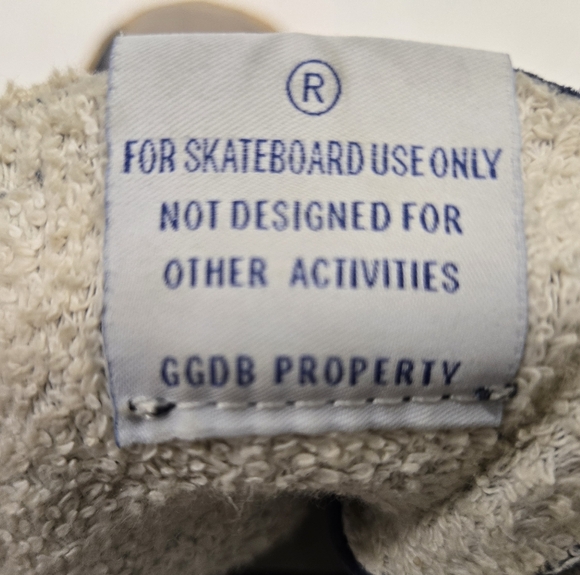 ®
FOR SKATEBOARD USE ONLY
NOT DESIGNED FOR
OTHER ACTIVITIES
GGDB PROPERTY